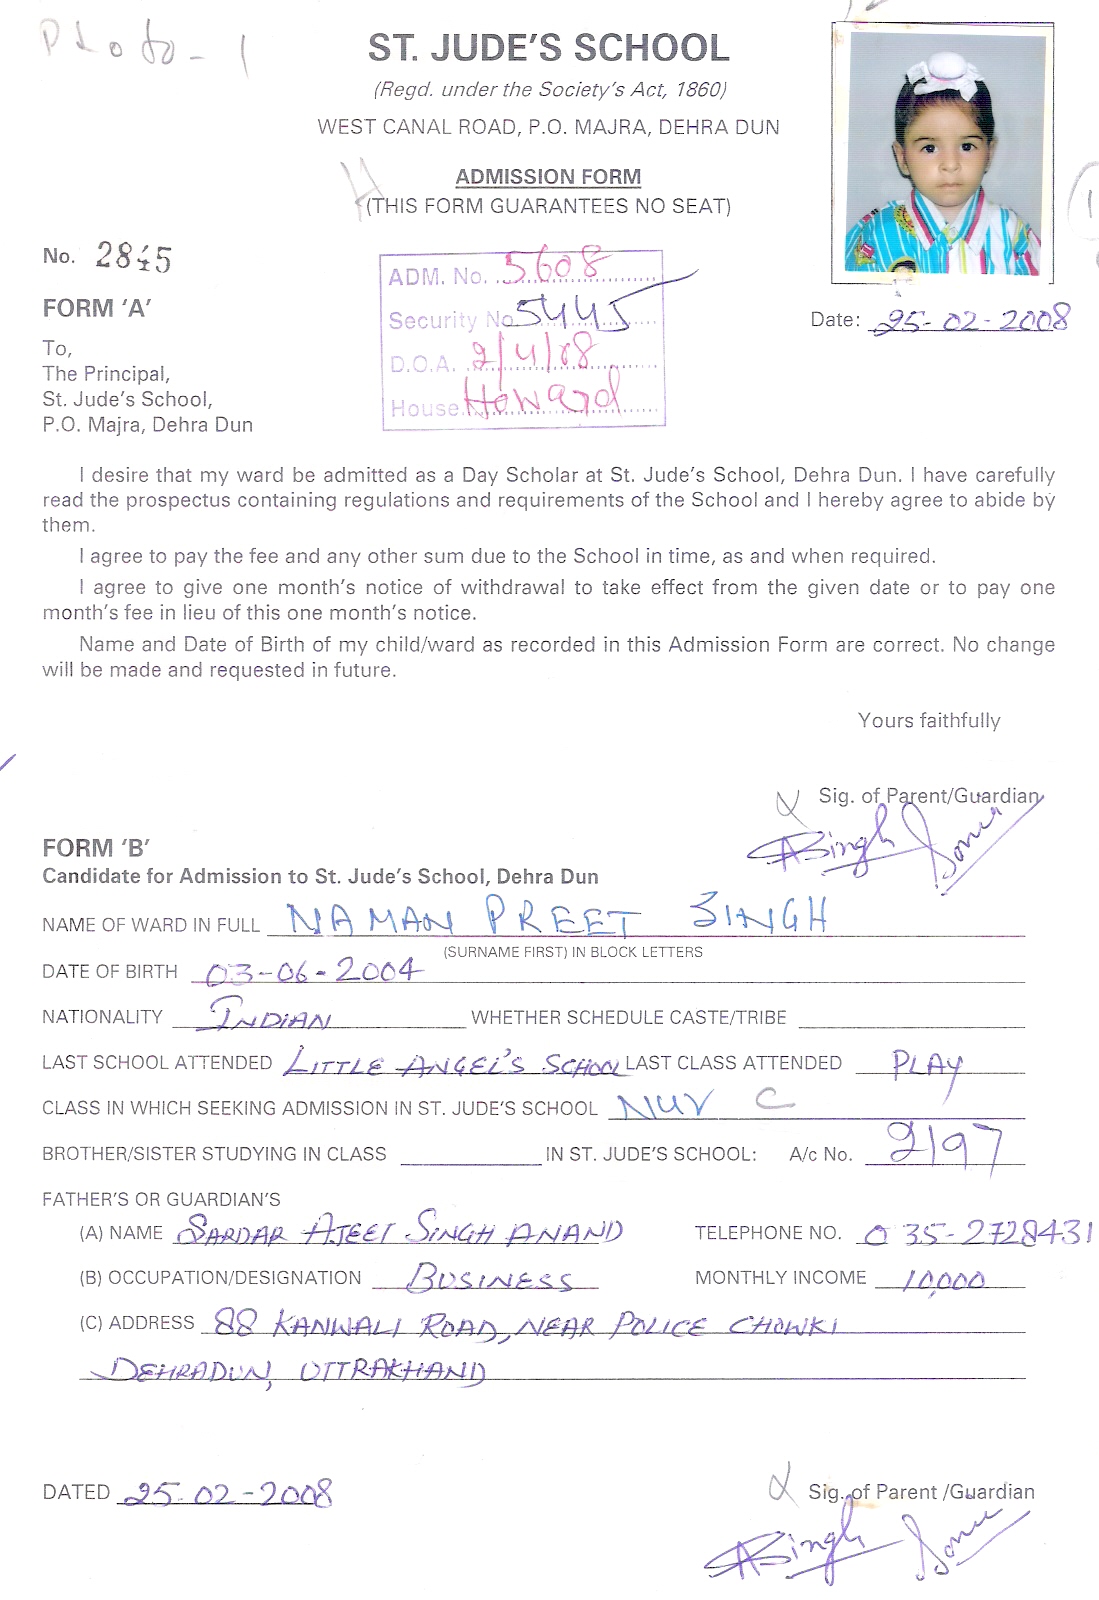 Photo - 1
ST. JUDE'S SCHOOL
(Regd. under the Society's Act, 1860)
WEST CANAL ROAD, P.O. MAJRA, DEHRA DUN
ADMISSION FORM
(THIS FORM GUARANTEES NO SEAT)
No. 2845
ADM. No. 5608
Security No 5445
D.O.A. 2/4/08
House Howard
FORM 'A'
Date: 25-02-2008
To,
The Principal,
St. Jude's School,
P.O. Majra, Dehra Dun
I desire that my ward be admitted as a Day Scholar at St. Jude's School, Dehra Dun. I have carefully
read the prospectus containing regulations and requirements of the School and I hereby agree to abide by
them.
I agree to pay the fee and any other sum due to the School in time, as and when required.
I agree to give one month's notice of withdrawal to take effect from the given date or to pay one
month's fee in lieu of this one month's notice.
Name and Date of Birth of my child/ward as recorded in this Admission Form are correct. No change
will be made and requested in future.
Yours faithfully
Sig. of Parent/Guardian
ASingh
FORM 'B'
Candidate for Admission to St. Jude's School, Dehra Dun
NAME OF WARD IN FULL NAMAN PREET SINGH
(SURNAME FIRST) IN BLOCK LETTERS
DATE OF BIRTH 03-06-2004
NATIONALITY INDIAN WHETHER SCHEDULE CASTE/TRIBE
LAST SCHOOL ATTENDED LITTLE ANGEL'S SCHOOL LAST CLASS ATTENDED PLAY
CLASS IN WHICH SEEKING ADMISSION IN ST. JUDE'S SCHOOL NUR C
BROTHER/SISTER STUDYING IN CLASS IN ST. JUDE'S SCHOOL: A/c No. 2197
FATHER'S OR GUARDIAN'S
(A) NAME SARDAR AJEET SINGH ANAND TELEPHONE NO. 0 35-2728431
(B) OCCUPATION/DESIGNATION BUSINESS MONTHLY INCOME 10,000
(C) ADDRESS 88 KANWALI ROAD, NEAR POLICE CHOWKI
DEHRADUN, UTTRAKHAND
DATED 25-02-2008
Sig. of Parent /Guardian
ASingh